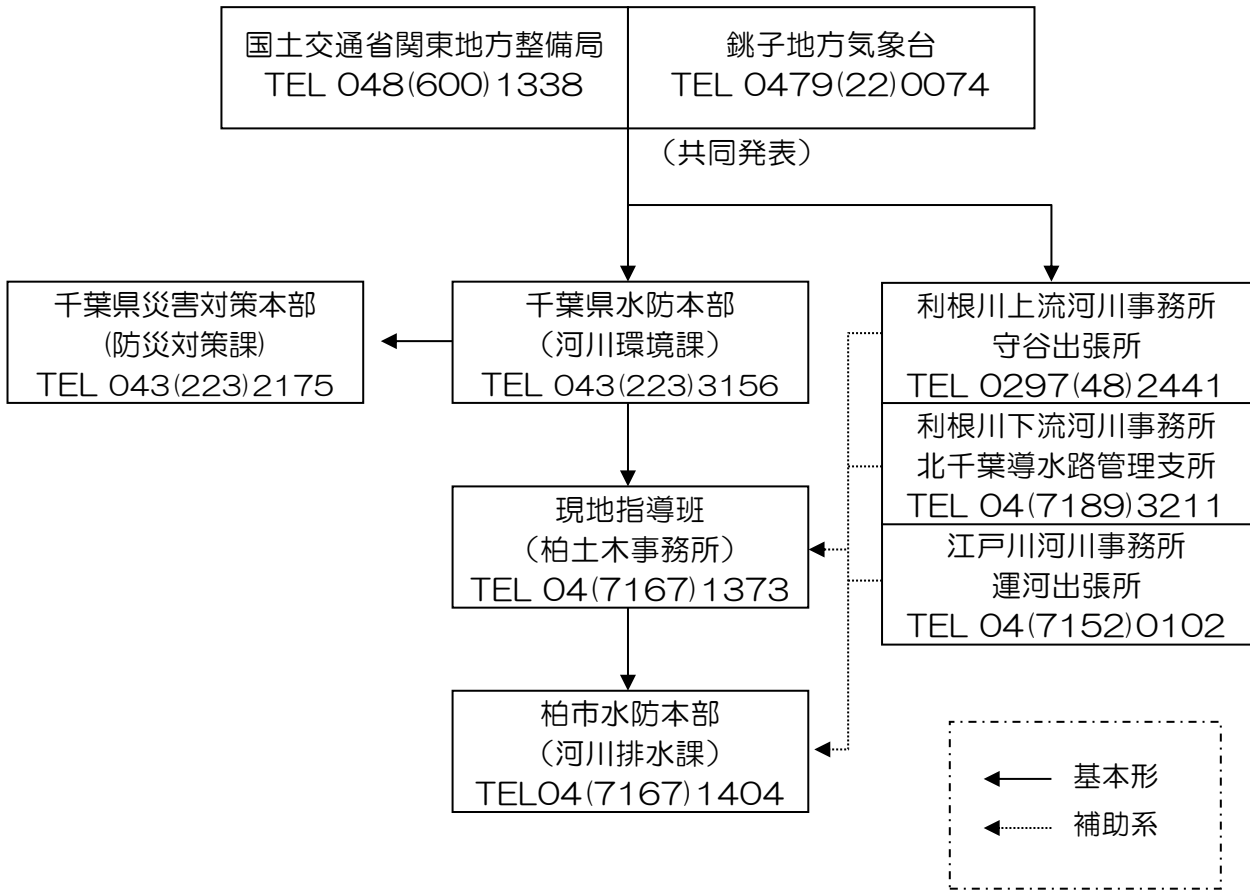 国土交通省関東地方整備局
TEL 048(600)1338
銚子地方気象台
TEL 0479(22)0074
（共同発表）
千葉県災害対策本部
(防災対策課)
TEL 043(223)2175
千葉県水防本部
（河川環境課）
TEL 043(223)3156
利根川上流河川事務所
守谷出張所
TEL 0297(48)2441
利根川下流河川事務所
北千葉導水路管理支所
TEL 04(7189)3211
江戸川河川事務所
運河出張所
TEL 04(7152)0102
現地指導班
（柏土木事務所）
TEL 04(7167)1373
柏市水防本部
（河川排水課）
TEL04(7167)1404
基本形
補助系